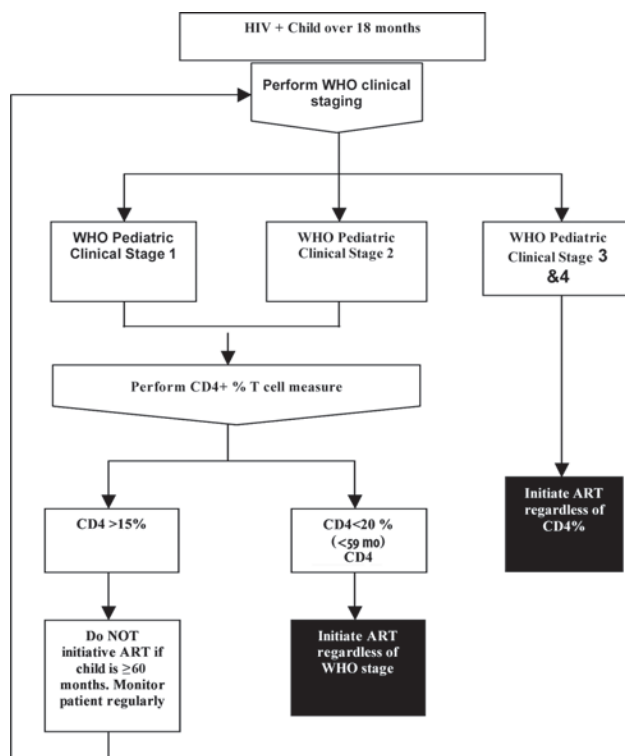 HIV + Child over 18 months
Perform WHO clinical
staging
WHO Pediatric
Clinical Stage 1
WHO Pediatric
Clinical Stage 2
WHO Pediatric
Clinical Stage 3
&4
Perform CD4+ % T cell measure
CD4 >15%
CD4<20 %
(<59 mo)
CD4
Initiate ART
regardless of
CD4%
Do NOT
initiative ART if
child is ≥60
months. Monitor
patient regularly
Initiate ART
regardless of
WHO stage